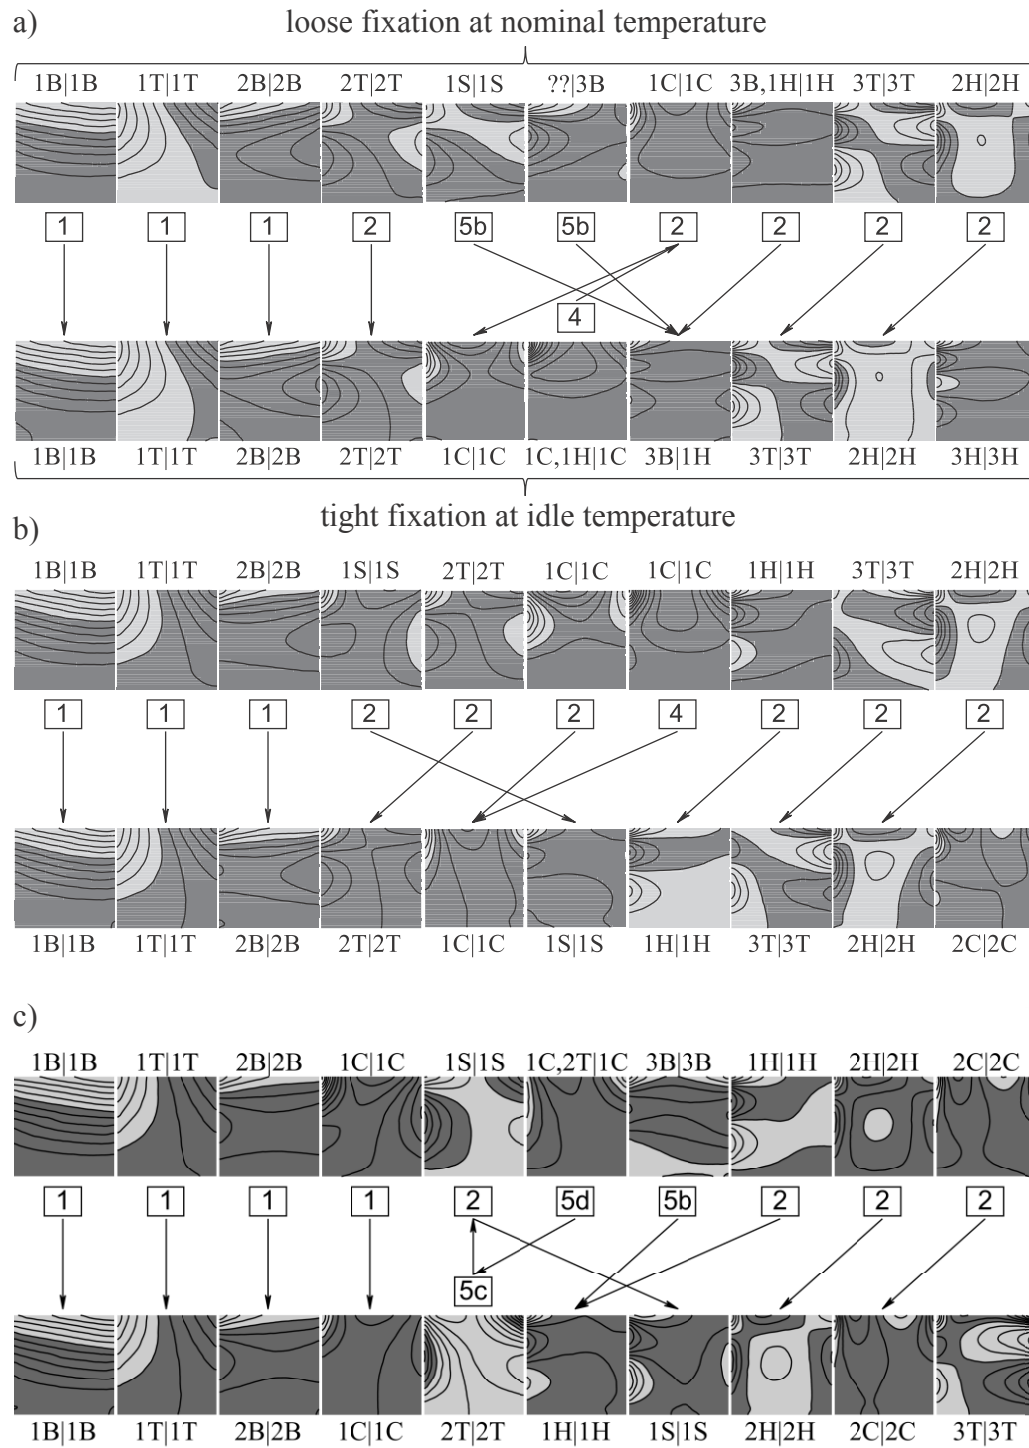 a)
loose fixation at nominal temperature
1B|1B 1T|1T 2B|2B 2T|2T 1S|1S ??|3B 1C|1C 3B,1H|1H 3T|3T 2H|2H
1 1 1 2 5b 5b 2 2 2 2
4
1B|1B 1T|1T 2B|2B 2T|2T 1C|1C 1C,1H|1C 3B|1H 3T|3T 2H|2H 3H|3H
tight fixation at idle temperature
b)
1B|1B 1T|1T 2B|2B 1S|1S 2T|2T 1C|1C 1C|1C 1H|1H 3T|3T 2H|2H
1 1 1 2 2 2 4 2 2 2
1B|1B 1T|1T 2B|2B 2T|2T 1C|1C 1S|1S 1H|1H 3T|3T 2H|2H 2C|2C
c)
1B|1B 1T|1T 2B|2B 1C|1C 1S|1S 1C,2T|1C 3B|3B 1H|1H 2H|2H 2C|2C
1 1 1 1 2 5d 5b 2 2 2
5c
1B|1B 1T|1T 2B|2B 1C|1C 2T|2T 1H|1H 1S|1S 2H|2H 2C|2C 3T|3T